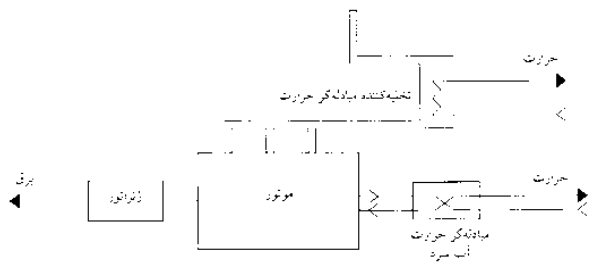 حرارت
تخلیه‌کننده مبادله‌گر حرارت
برق
ژنراتور
موتور
حرارت
مبادله‌گر حرارت
آب سرد